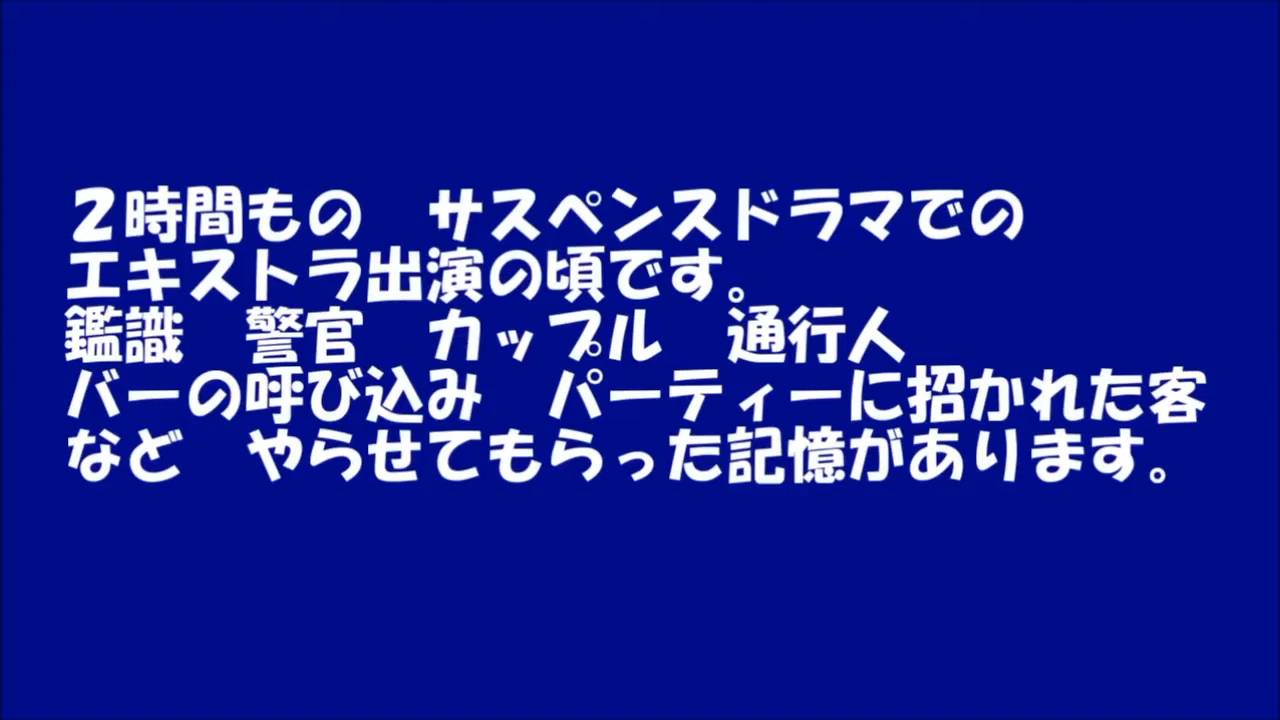 ２時間もの　サスペンスドラマでの
エキストラ出演の頃です。
鑑識　警官　カップル　通行人
バーの呼び込み　パーティーに招かれた客
など　やらせてもらった記憶があります。